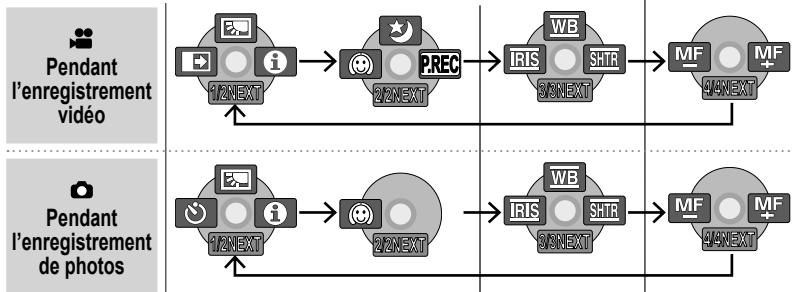 Pendant
l'enregistrement
vidéo
1/2NEXT
P.REC
2/2NEXT
WB
IRIS
SHTR
3/3NEXT
MF
MF
+
4/4NEXT
Pendant
l'enregistrement
de photos
1/2NEXT
2/2NEXT
WB
IRIS
SHTR
3/3NEXT
MF
MF
+
4/4NEXT